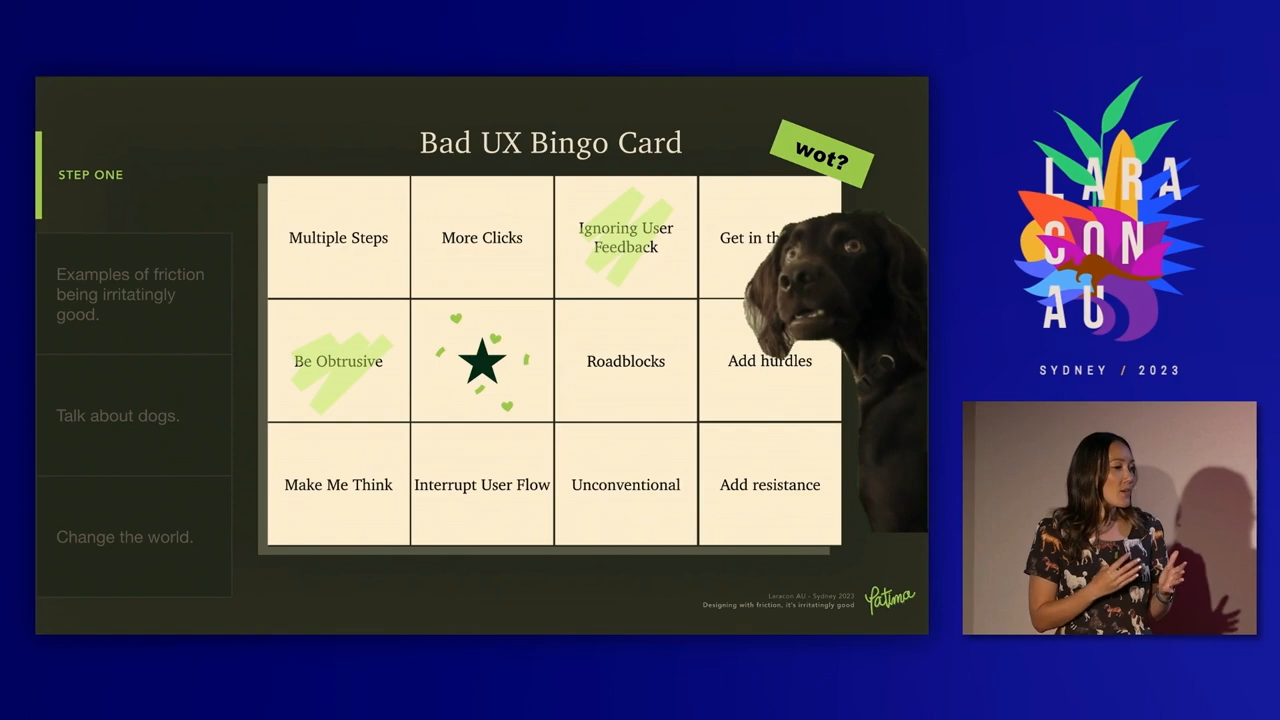 Bad UX Bingo Card
wot?
STEP ONE
Examples of friction
being irritatingly
good.
Talk about dogs.
Change the world.
Multiple Steps
More Clicks
Ignoring User
Feedback
Get in th
Be Obtrusive
Roadblocks
Add hurdles
Make Me Think
Interrupt User Flow
Unconventional
Add resistance
Laracon AU - Sydney 2023
Designing with friction, it's irritatingly good
LARA
CON
AU
SYDNEY / 2023